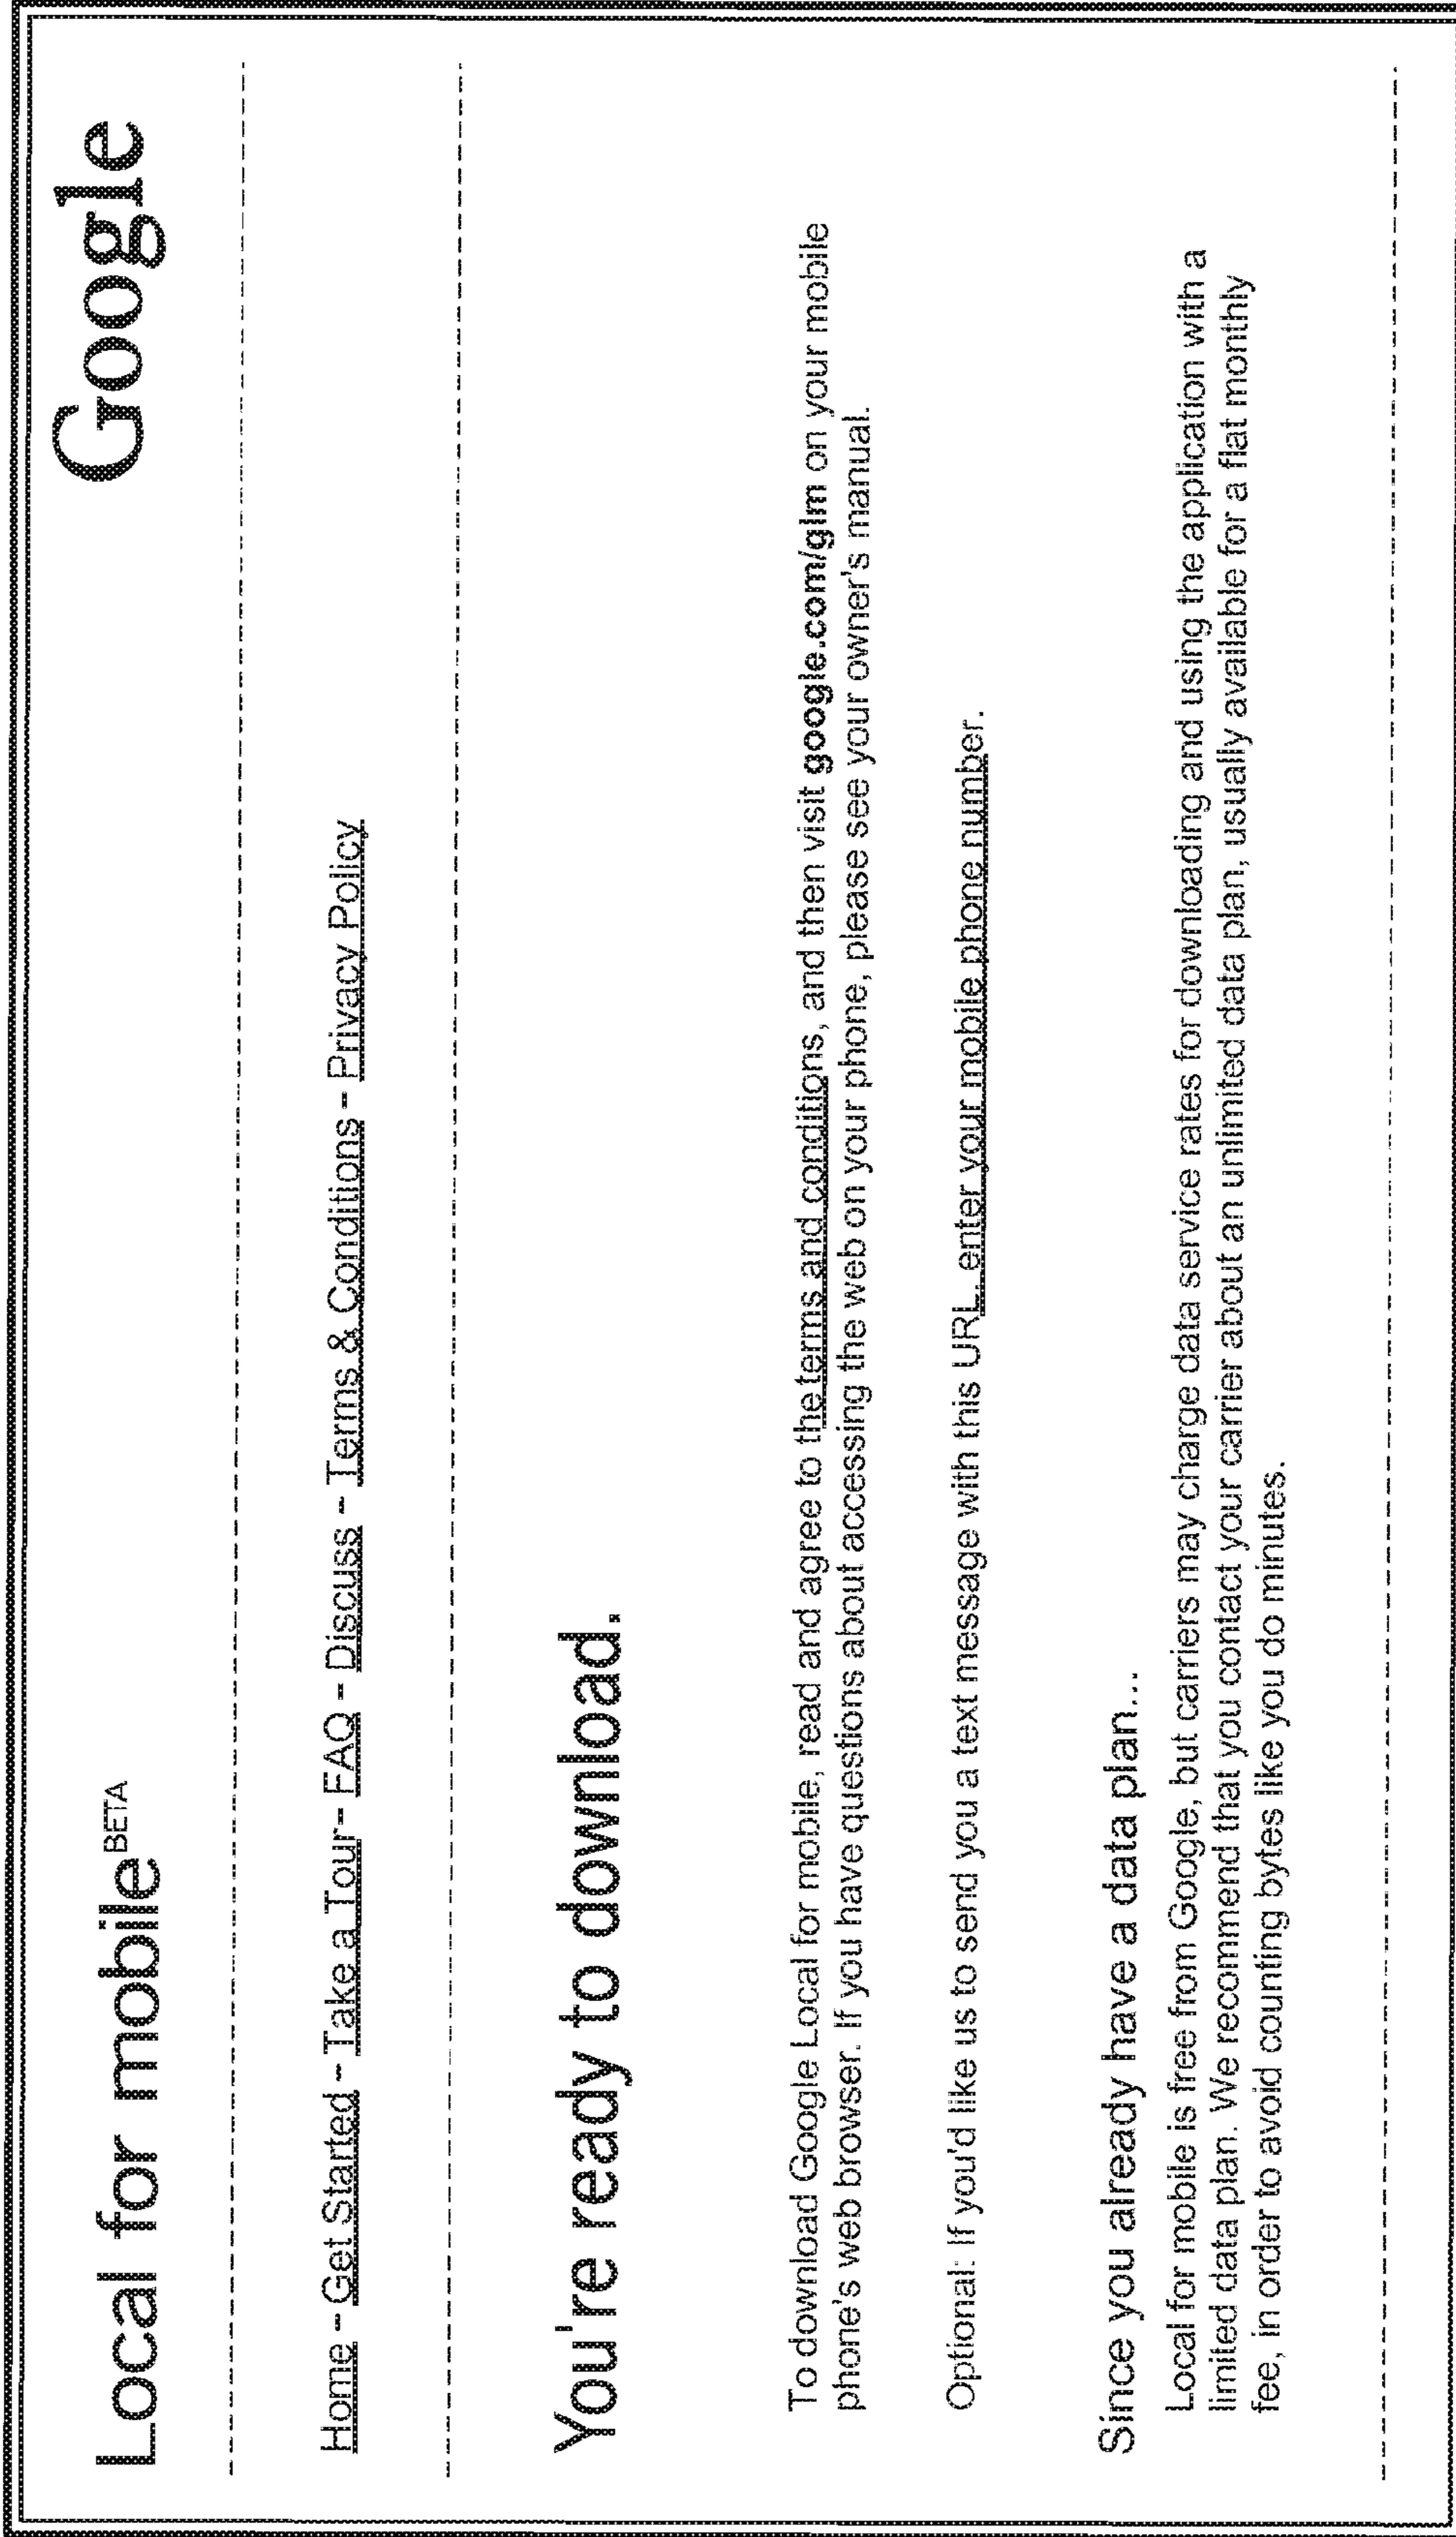 Local for mobile BETA
Google
Home - Get Started - Take a Tour- FAQ - Discuss - Terms & Conditions - Privacy Policy
You're ready to download.
To download Google Local for mobile, read and agree to the terms and conditions, and then visit google.com/glm on your mobile
phone's web browser. If you have questions about accessing the web on your phone, please see your owner's manual.
Optional: If you'd like us to send you a text message with this URL, enter your mobile phone number.
Since you already have a data plan...
Local for mobile is free from Google, but carriers may charge data service rates for downloading and using the application with a
limited data plan. We recommend that you contact your carrier about an unlimited data plan, usually available for a flat monthly
fee, in order to avoid counting bytes like you do minutes.